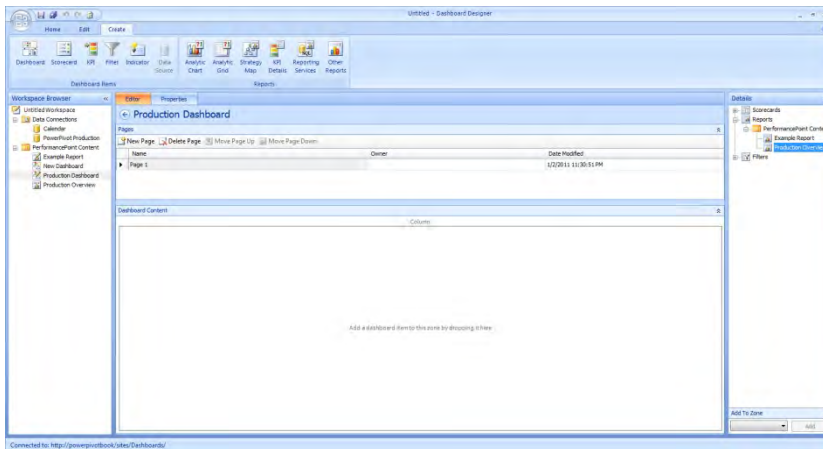 Untitled - Dashboard Designer
Home Edit Create
Dashboard Scorecard KPI Filter Indicator Data Source Analytic Chart Analytic Grid Strategy Map KPI Details Reporting Services Other Reports
Dashboard Items Reports
Workspace Browser «
Untitled Workspace
Data Connections
Calendar
PowerPivot Production
PerformancePoint Content
Example Report
New Dashboard
Production Dashboard
Production Overview
Editor Properties
Production Dashboard
Pages
New Page Delete Page Move Page Up Move Page Down
Name Owner Date Modified
Page 1 1/2/2011 11:30:51 PM
Dashboard Content
Column
Add a dashboard item to this zone by dropping it here
Details
Scorecards
Reports
PerformancePoint Conte
Example Report
Production Overvie
Filters
Add To Zone
Add
Connected to: http://powerpivotbook/sites/Dashboards/